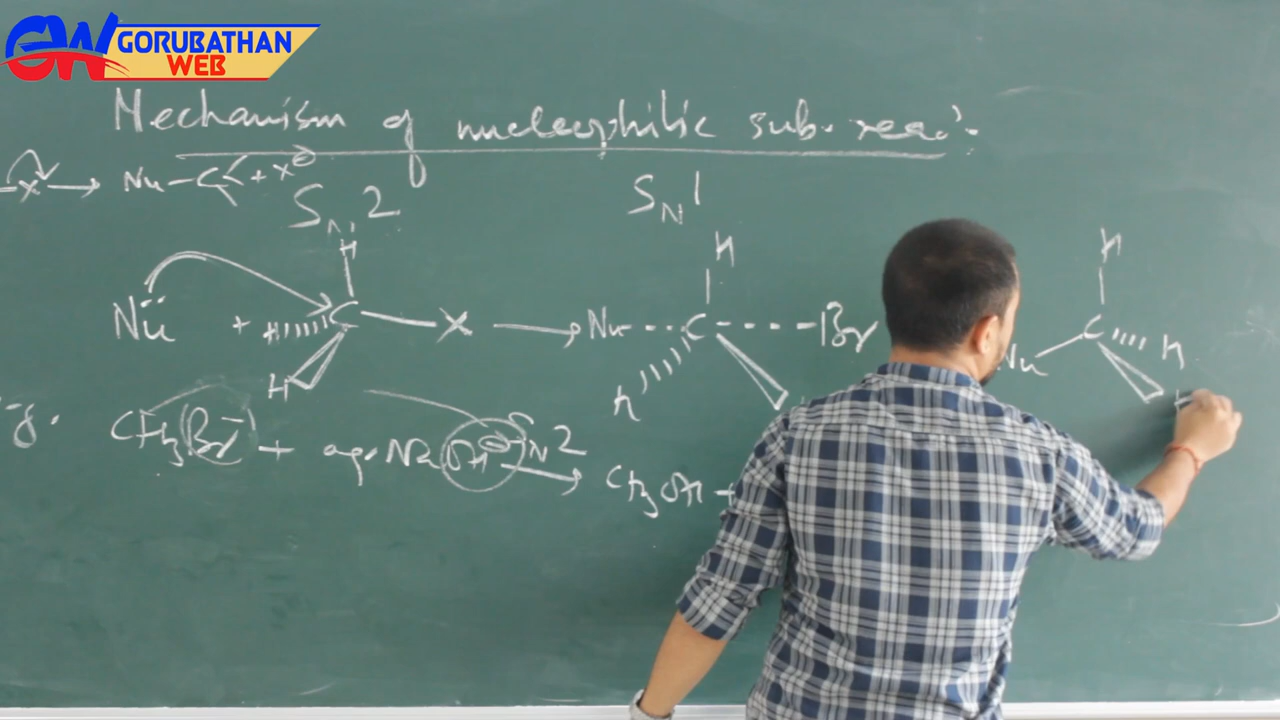 GORUBATHAN
WEB
Mechanism of nucleophilic sub. reac
x → Nu-C + x⊖
SN2 SN1
H H H
Nu + H C X → Nu---C---Br Nu C H
H H
CH3Br + aq. NaOH⊖ SN2 → CH3OH +